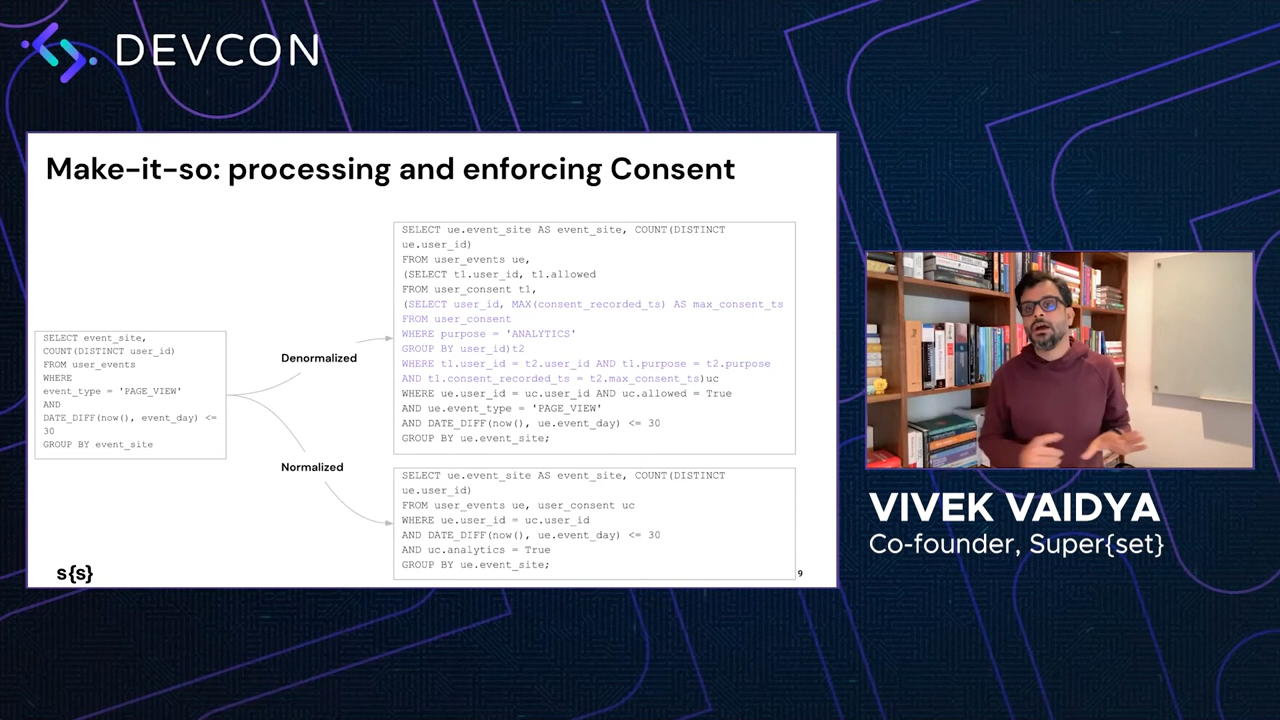 DEVCON
Make-it-so: processing and enforcing Consent
SELECT event_site,
COUNT(DISTINCT user_id)
FROM user_events
WHERE
event_type = 'PAGE_VIEW'
AND
DATE_DIFF(now(), event_day) <=
30
GROUP BY event_site
Denormalized
Normalized
SELECT ue.event_site AS event_site, COUNT(DISTINCT
ue.user_id)
FROM user_events ue,
(SELECT t1.user_id, t1.allowed
FROM user_consent t1,
(SELECT user_id, MAX(consent_recorded_ts) AS max_consent_ts
FROM user_consent
WHERE purpose = 'ANALYTICS'
GROUP BY user_id)t2
WHERE t1.user_id = t2.user_id AND t1.purpose = t2.purpose
AND t1.consent_recorded_ts = t2.max_consent_ts)uc
WHERE ue.user_id = uc.user_id AND uc.allowed = True
AND ue.event_type = 'PAGE_VIEW'
AND DATE_DIFF(now(), ue.event_day) <= 30
GROUP BY ue.event_site;
SELECT ue.event_site AS event_site, COUNT(DISTINCT
ue.user_id)
FROM user_events ue, user_consent uc
WHERE ue.user_id = uc.user_id
AND DATE_DIFF(now(), ue.event_day) <= 30
AND uc.analytics = True
GROUP BY ue.event_site;
s{s}
9
VIVEK VAIDYA
Co-founder, Super{set}